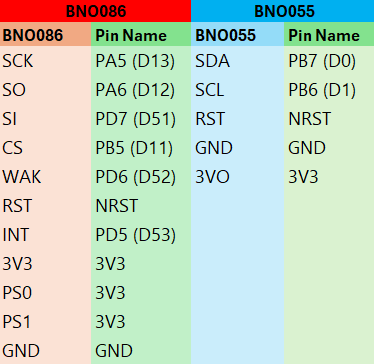 BNO086 BNO055
BNO086 Pin Name BNO055 Pin Name
SCK PA5 (D13) SDA PB7 (D0)
SO PA6 (D12) SCL PB6 (D1)
SI PD7 (D51) RST NRST
CS PB5 (D11) GND GND
WAK PD6 (D52) 3VO 3V3
RST NRST
INT PD5 (D53)
3V3 3V3
PS0 3V3
PS1 3V3
GND GND